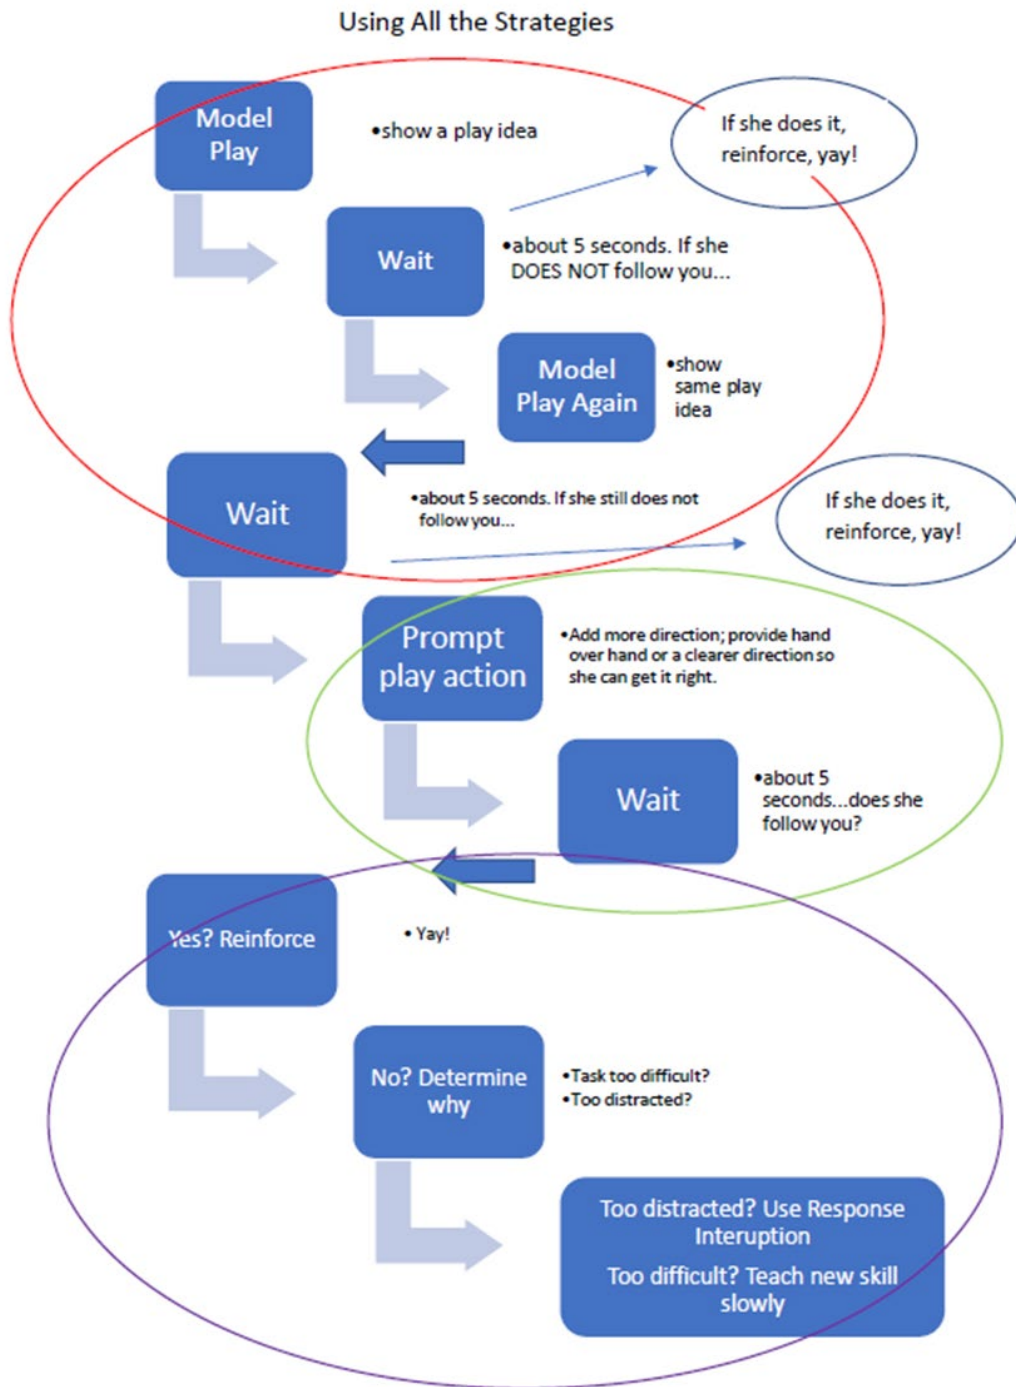 Using All the Strategies
Model
Play
•show a play idea
If she does it,
reinforce, yay!
Wait
•about 5 seconds. If she
DOES NOT follow you...
Model
Play Again
•show
same play
idea
Wait
•about 5 seconds. If she still does not
follow you...
If she does it,
reinforce, yay!
Prompt
play action
•Add more direction; provide hand
over hand or a clearer direction so
she can get it right.
Wait
•about 5
seconds...does she
follow you?
Yes? Reinforce
• Yay!
No? Determine
why
•Task too difficult?
•Too distracted?
Too distracted? Use Response
Interuption
Too difficult? Teach new skill
slowly